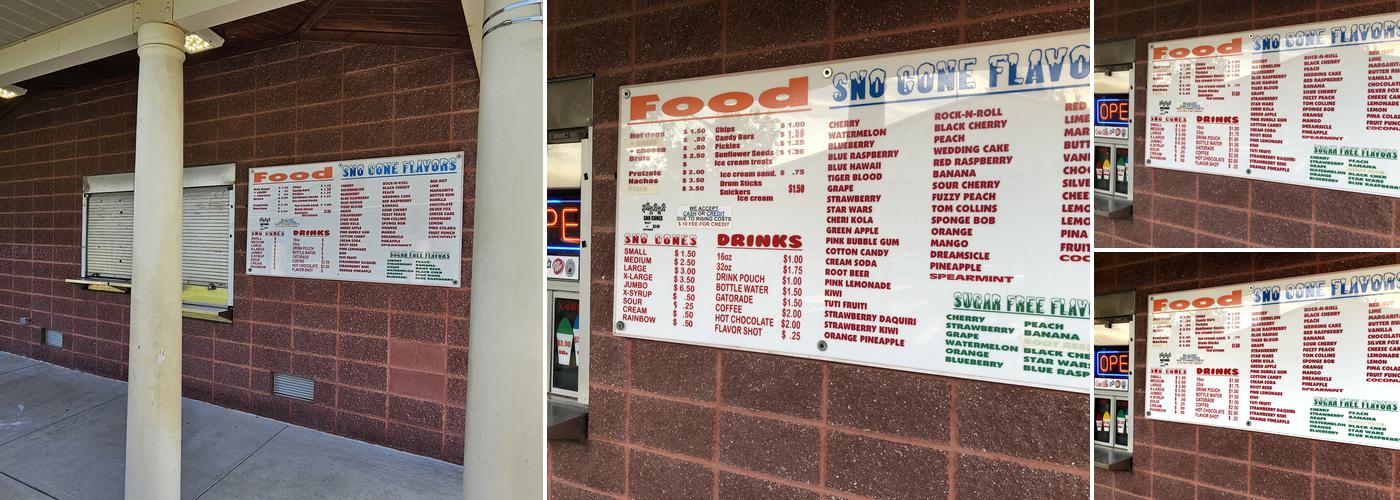 Food
SNO CONE FLAVORS
Hot dogs $ 1.00
+ cheese $ .50
Brats $ 2.50
Pretzels $ 2.00
Nachos $ 3.50
$ 3.50
Chips $ 1.00
Candy Bars $ 1.50
Pickles $ 1.25
Sunflower Seeds $ 1.25
Ice cream treats
Ice cream sand. $ .75
Drum Sticks
Snickers $1.50
Ice cream
WE ACCEPT
CASH OR CREDIT
DUE TO RISING COSTS
$.10 FEE FOR CREDIT
SNO CONES
SMALL $ 1.50
MEDIUM $ 2.50
LARGE $ 3.00
X-LARGE $ 3.50
JUMBO $ 6.50
X-SYRUP $ .50
SOUR $ .25
CREAM $ .50
RAINBOW $ .50
DRINKS
16oz $1.00
32oz $1.75
DRINK POUCH $1.00
BOTTLE WATER $1.50
GATORADE $1.50
COFFEE $2.00
HOT CHOCOLATE $2.00
FLAVOR SHOT $ .25
CHERRY
WATERMELON
BLUEBERRY
BLUE RASPBERRY
BLUE HAWAII
TIGER BLOOD
GRAPE
STRAWBERRY
STAR WARS
CHERI KOLA
GREEN APPLE
PINK BUBBLE GUM
COTTON CANDY
CREAM SODA
ROOT BEER
PINK LEMONADE
KIWI
TUTI FRUITI
STRAWBERRY DAQUIRI
STRAWBERRY KIWI
ORANGE PINEAPPLE
ROCK-N-ROLL
BLACK CHERRY
PEACH
WEDDING CAKE
RED RASPBERRY
BANANA
SOUR CHERRY
FUZZY PEACH
TOM COLLINS
SPONGE BOB
ORANGE
MANGO
DREAMSICLE
PINEAPPLE
SPEARMINT
RED HOT
LIME
MARGARITA
BUTTER RUM
VANILLA
CHOCOLATE
SILVER FOX
CHEESE CAKE
LEMONADE
LEMON
PINA COLADA
FRUIT PUNCH
COCONUT
SUGAR FREE FLAVORS
CHERRY
STRAWBERRY
GRAPE
WATERMELON
ORANGE
BLUEBERRY
PEACH
BANANA
ROOT BEER
BLACK CHERRY
STAR WARS
BLUE RASPBERRY
OPE